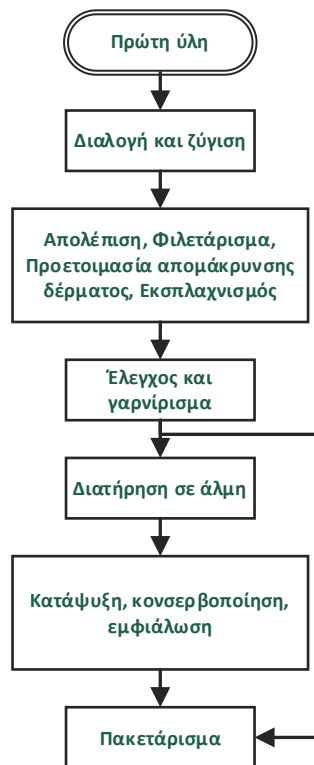 Πρώτη ύλη
Διαλογή και ζύγιση
Απολέπιση, Φιλετάρισμα,
Προετοιμασία απομάκρυνσης
δέρματος, Εκσπλαχνισμός
Έλεγχος και
γαρνίρισμα
Διατήρηση σε άλμη
Κατάψυξη, κονσερβοποίηση,
εμφιάλωση
Πακετάρισμα